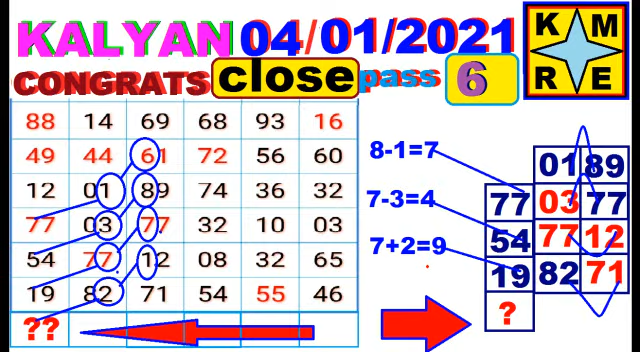 KALYAN 04/01/2021
K M
R E
CONGRATS close pass 6
88 14 69 68 93 16
49 44 61 72 56 60
12 01 89 74 36 32
77 03 77 32 10 03
54 77 12 08 32 65
19 82 71 54 55 46
??
8-1=7
7-3=4
7+2=9
01 89
77 03 77
54 77 12
19 82 71
?